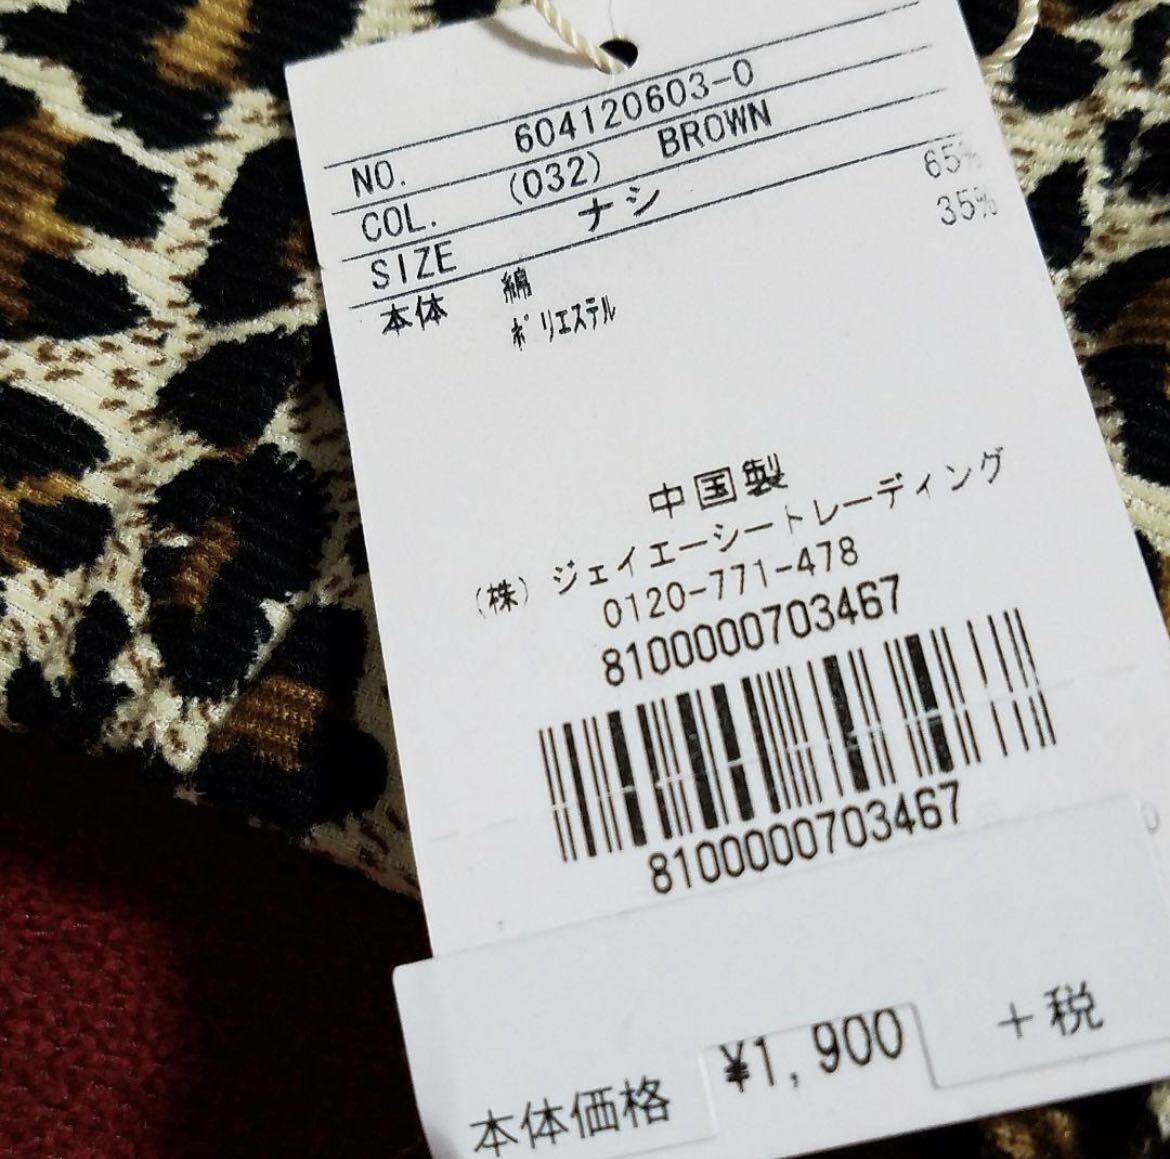 NO. 604120603-0
COL. (032) BROWN
SIZE ナシ
本体 綿 65%
ポリエステル 35%
中国製
(株)ジェイエーシートレーディング
0120-771-478
8100000703467
8100000703467
本体価格 ¥1,900 +税